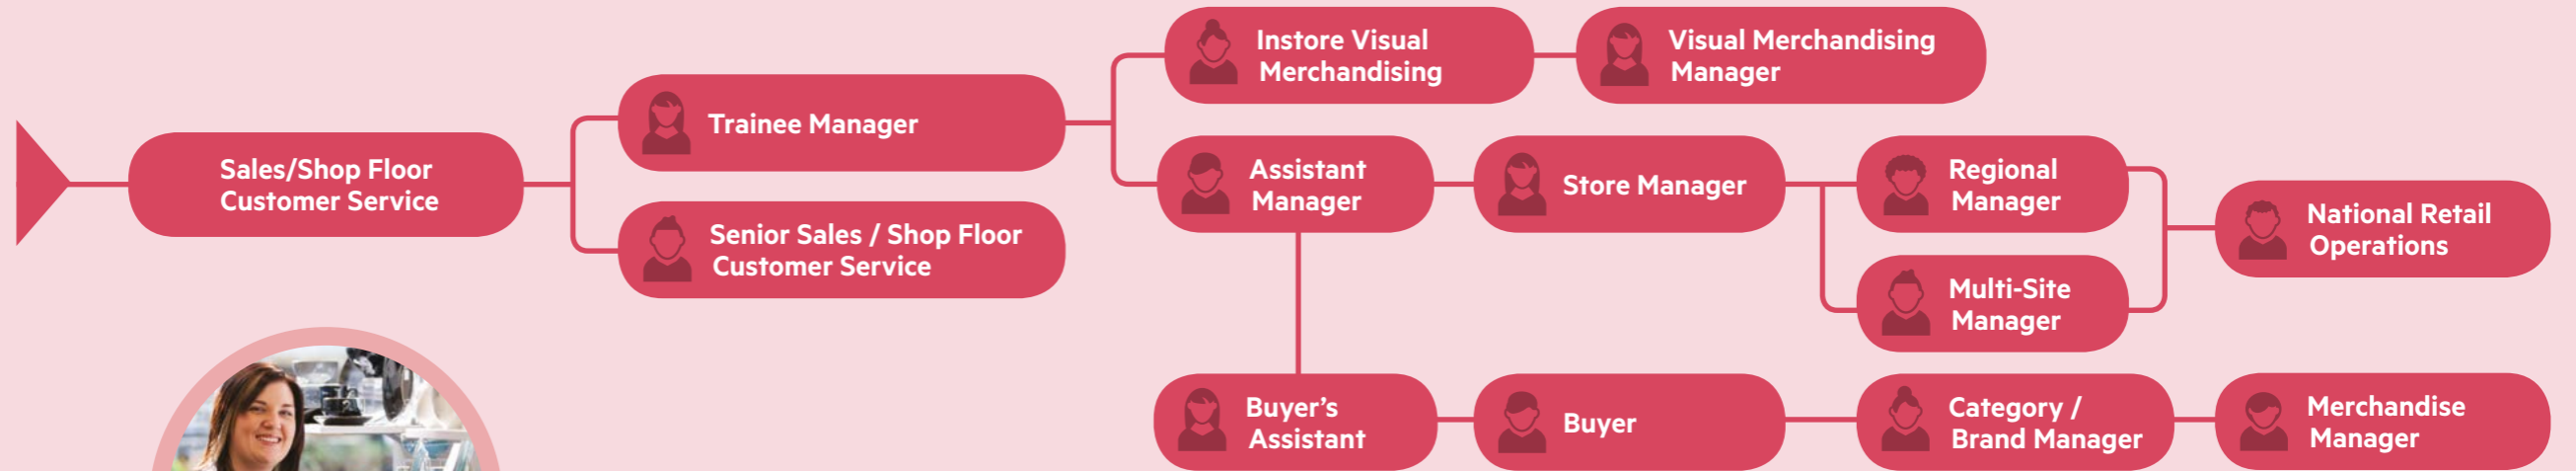 Sales/Shop Floor
Customer Service
Trainee Manager
Senior Sales / Shop Floor
Customer Service
Instore Visual
Merchandising
Visual Merchandising
Manager
Assistant
Manager
Store Manager
Regional
Manager
Multi-Site
Manager
National Retail
Operations
Buyer’s
Assistant
Buyer
Category /
Brand Manager
Merchandise
Manager